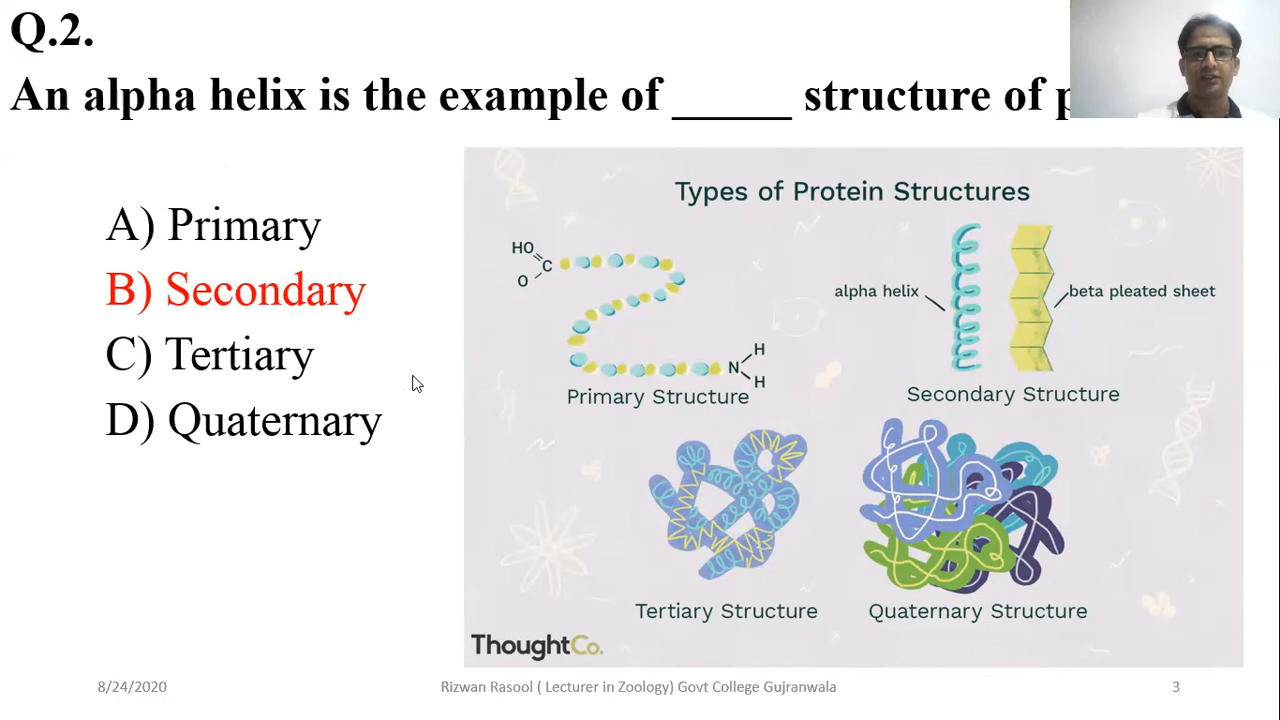 Q.2.
An alpha helix is the example of _____ structure of
A) Primary
B) Secondary
C) Tertiary
D) Quaternary
Types of Protein Structures
HO
C
O
N
H
H
Primary Structure
alpha helix
beta pleated sheet
Secondary Structure
Tertiary Structure
Quaternary Structure
ThoughtCo.
8/24/2020
Rizwan Rasool ( Lecturer in Zoology) Govt College Gujranwala
3